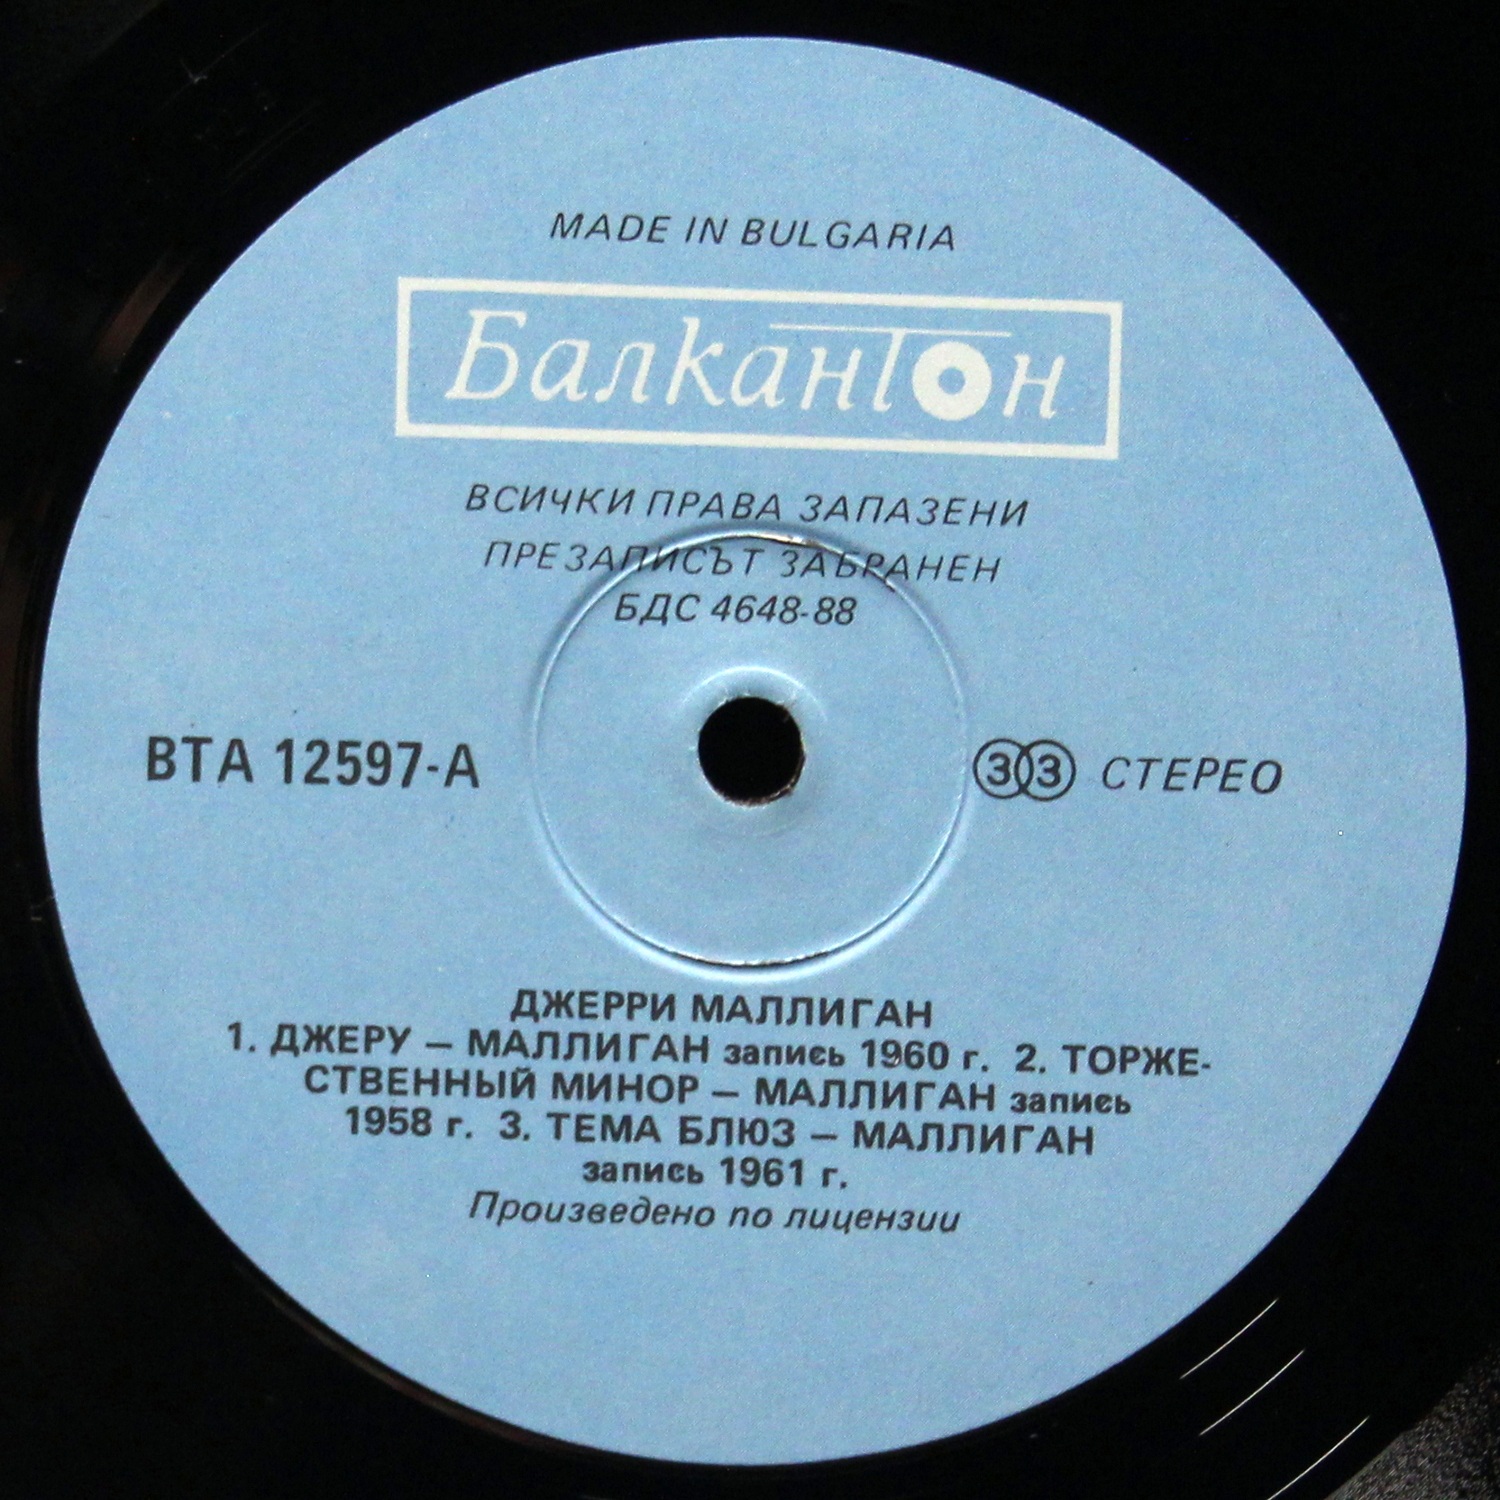 MADE IN BULGARIA
Балкантон
ВСИЧКИ ПРАВА ЗАПАЗЕНИ
ПРЕЗАПИСЪТ ЗАБРАНЕН
БДС 4648-88
ВТА 12597-А
33 СТЕРЕО
ДЖЕРРИ МАЛЛИГАН
1. ДЖЕРУ – МАЛЛИГАН запись 1960 г. 2. ТОРЖЕ-
СТВЕННЫЙ МИНОР – МАЛЛИГАН запись
1958 г. 3. ТЕМА БЛЮЗ – МАЛЛИГАН
запись 1961 г.
Произведено по лицензии